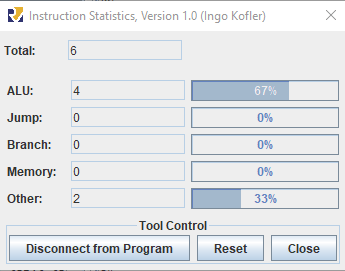 Instruction Statistics, Version 1.0 (Ingo Kofler)
Total: 6
ALU: 4 67%
Jump: 0 0%
Branch: 0 0%
Memory: 0 0%
Other: 2 33%
Tool Control
Disconnect from Program Reset Close